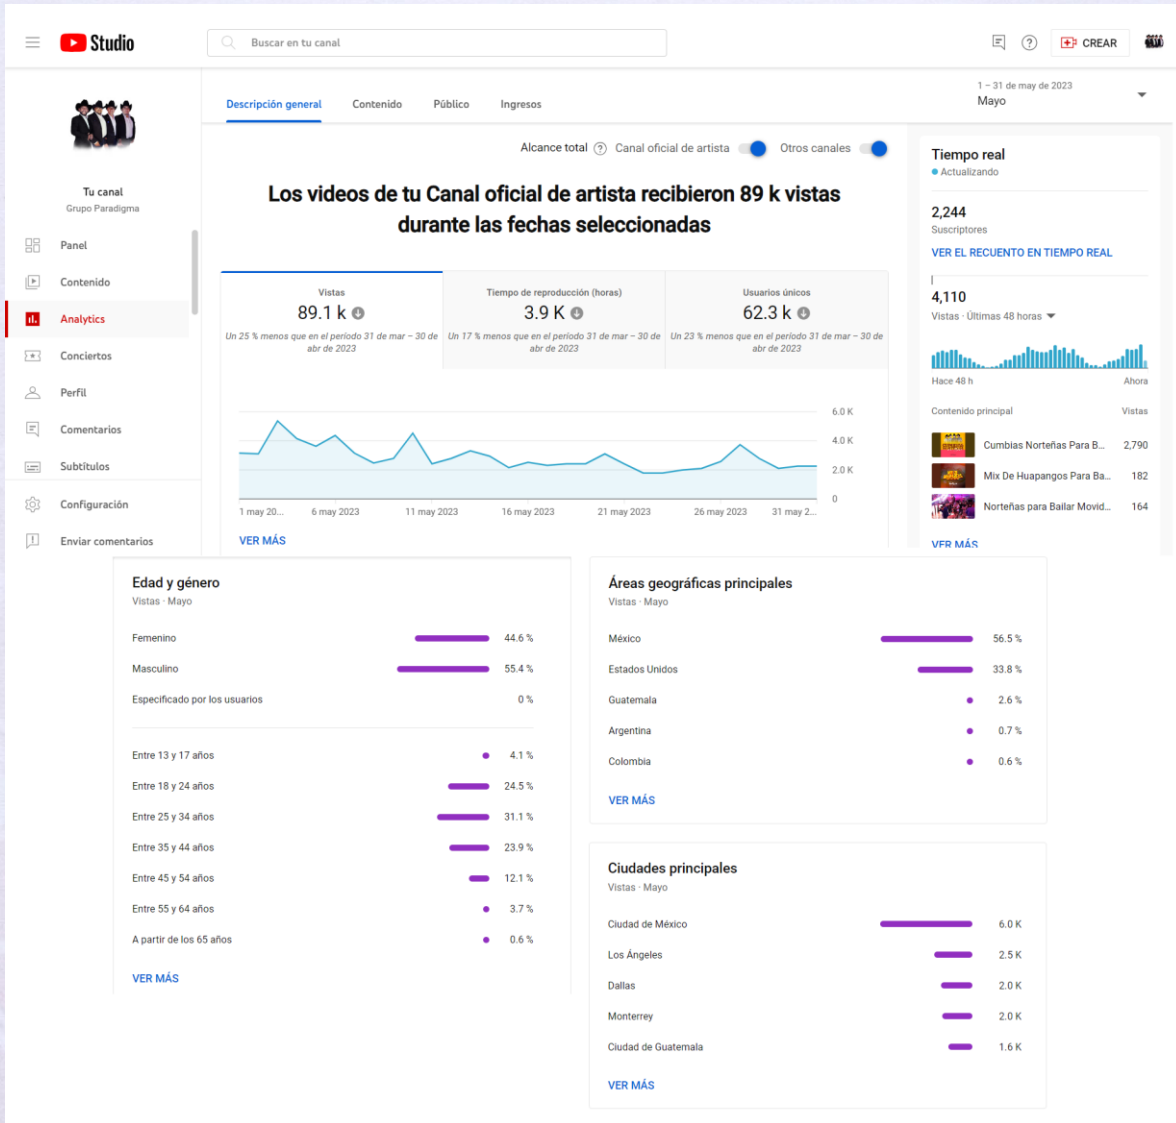 Studio
Buscar en tu canal
CREAR
Tu canal
Grupo Paradigma
Panel
Contenido
Analytics
Conciertos
Perfil
Comentarios
Subtítulos
Configuración
Enviar comentarios
Descripción general Contenido Público Ingresos
1 – 31 de may de 2023
Mayo
Alcance total ? Canal oficial de artista Otros canales
Los videos de tu Canal oficial de artista recibieron 89 k vistas
durante las fechas seleccionadas
Vistas
89.1 k
Un 25 % menos que en el período 31 de mar – 30 de
abr de 2023
Tiempo de reproducción (horas)
3.9 K
Un 17 % menos que en el período 31 de mar – 30 de
abr de 2023
Usuarios únicos
62.3 k
Un 23 % menos que en el período 31 de mar – 30 de
abr de 2023
6.0 K
4.0 K
2.0 K
0
1 may 20... 6 may 2023 11 may 2023 16 may 2023 21 may 2023 26 may 2023 31 may 2...
VER MÁS
Tiempo real
Actualizando
2,244
Suscriptores
VER EL RECUENTO EN TIEMPO REAL
4,110
Vistas · Últimas 48 horas
Hace 48 h Ahora
Contenido principal Vistas
Cumbias Norteñas Para B... 2,790
Mix De Huapangos Para Ba... 182
Norteñas para Bailar Movid... 164
VER MÁS
Edad y género
Vistas · Mayo
Femenino 44.6 %
Masculino 55.4 %
Especificado por los usuarios 0 %
Entre 13 y 17 años 4.1 %
Entre 18 y 24 años 24.5 %
Entre 25 y 34 años 31.1 %
Entre 35 y 44 años 23.9 %
Entre 45 y 54 años 12.1 %
Entre 55 y 64 años 3.7 %
A partir de los 65 años 0.6 %
VER MÁS
Áreas geográficas principales
Vistas · Mayo
México 56.5 %
Estados Unidos 33.8 %
Guatemala 2.6 %
Argentina 0.7 %
Colombia 0.6 %
VER MÁS
Ciudades principales
Vistas · Mayo
Ciudad de México 6.0 K
Los Ángeles 2.5 K
Dallas 2.0 K
Monterrey 2.0 K
Ciudad de Guatemala 1.6 K
VER MÁS